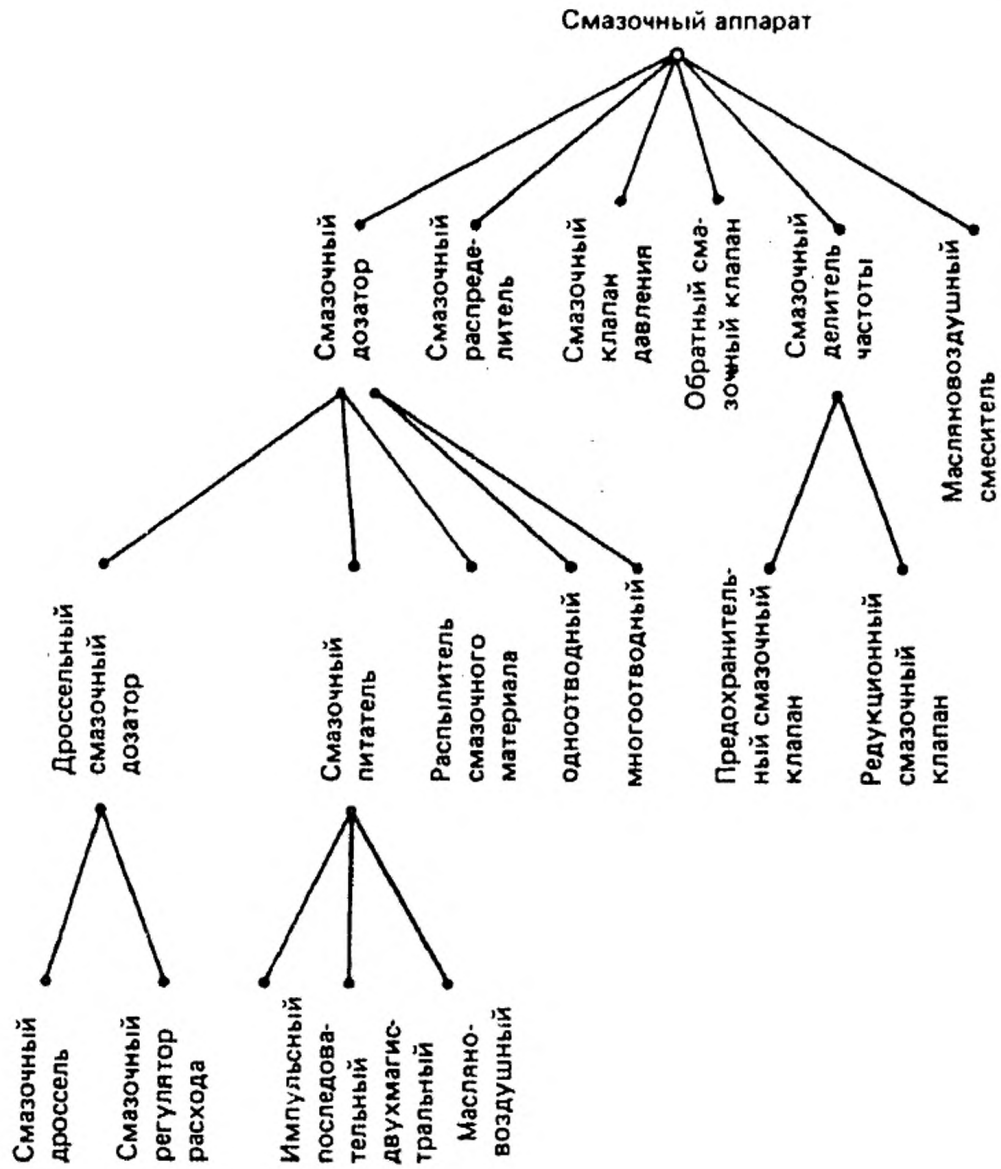 Смазочный аппарат
Смазочный
дозатор
Смазочный
распреде-
литель
Смазочный
клапан
давления
Обратный сма-
зочный клапан
Смазочный
делитель
частоты
Масляновоздушный
смеситель
Дроссельный
смазочный
дозатор
Смазочный
питатель
Распылитель
смазочного
материала
одноотводный
многоотводный
Предохранитель-
ный смазочный
клапан
Редукционный
смазочный
клапан
Смазочный
дроссель
Смазочный
регулятор
расхода
Импульсный
последова-
тельный
двухмагис-
тральный
Масляно-
воздушный